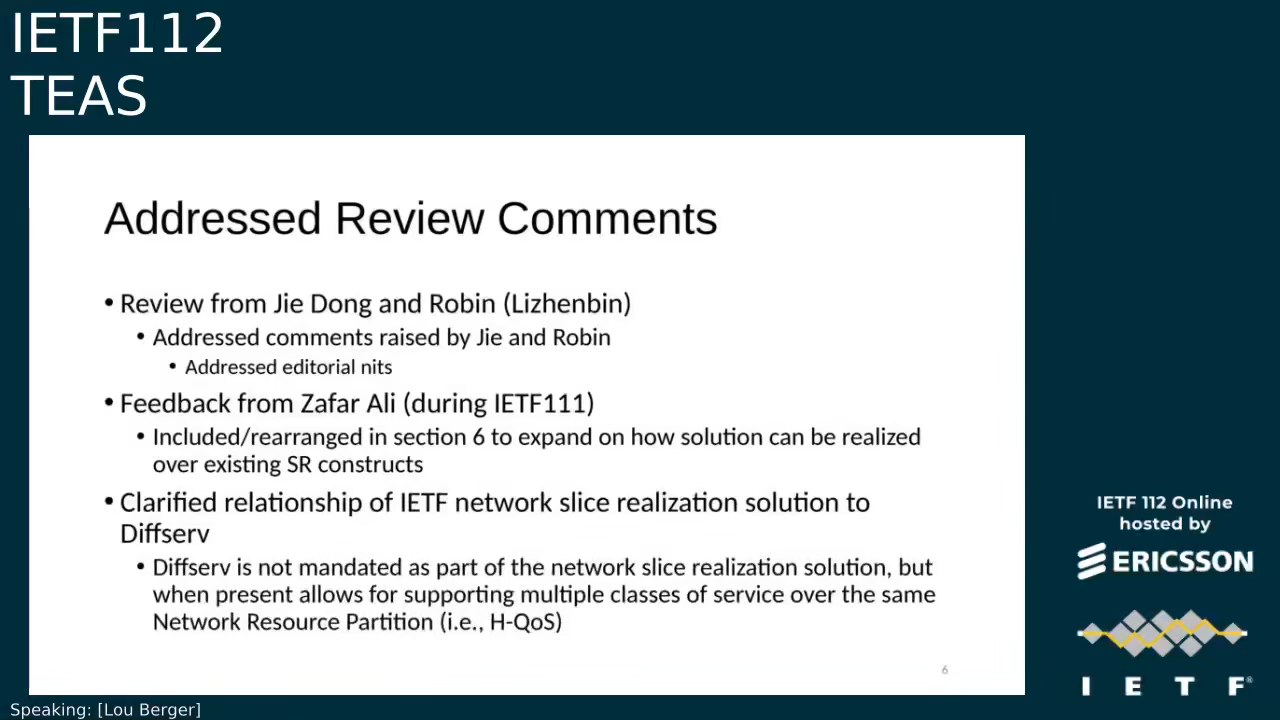 IETF112
TEAS
Addressed Review Comments
• Review from Jie Dong and Robin (Lizhenbin)
• Addressed comments raised by Jie and Robin
• Addressed editorial nits
• Feedback from Zafar Ali (during IETF111)
• Included/rearranged in section 6 to expand on how solution can be realized
over existing SR constructs
• Clarified relationship of IETF network slice realization solution to
Diffserv
• Diffserv is not mandated as part of the network slice realization solution, but
when present allows for supporting multiple classes of service over the same
Network Resource Partition (i.e., H-QoS)
6
IETF 112 Online
hosted by
ERICSSON
I E T F®
Speaking: [Lou Berger]